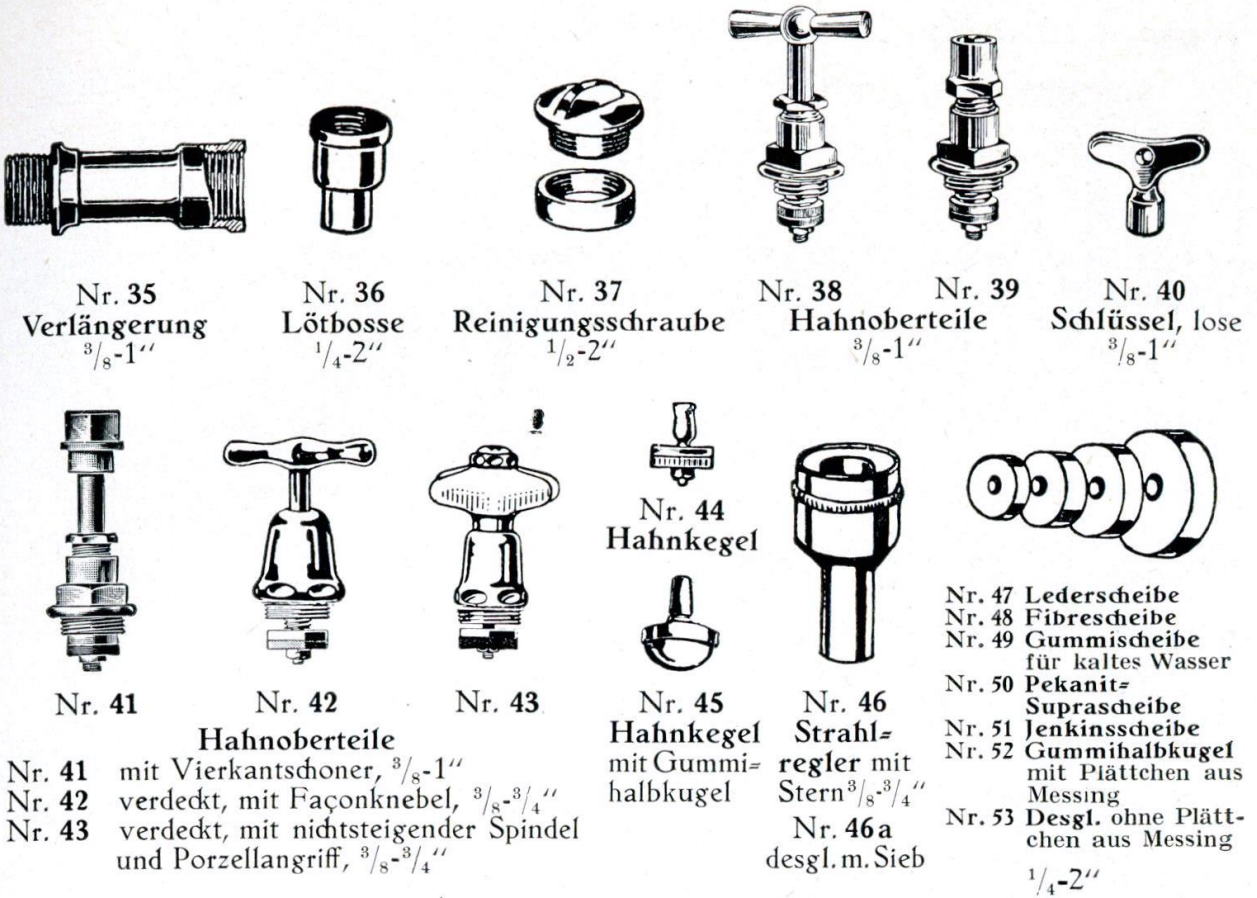 Nr. 35
Verlängerung
3/8-1“
Nr. 36
Lötbosse
1/4-2“
Nr. 37
Reinigungsschraube
1/2-2“
Nr. 38
Nr. 39
Hahnoberteile
3/8-1“
Nr. 40
Schlüssel, lose
3/8-1“
Nr. 41
Nr. 42
Nr. 43
Hahnoberteile
Nr. 41 mit Vierkantschoner, 3/8-1“
Nr. 42 verdeckt, mit Façonknebel, 3/8-3/4“
Nr. 43 verdeckt, mit nichtsteigender Spindel
und Porzellangriff, 3/8-3/4“
Nr. 44
Hahnkegel
Nr. 45
Hahnkegel
mit Gummi=
halbkugel
Nr. 46
Strahl=
regler mit
Stern 3/8-3/4“
Nr. 46a
desgl. m. Sieb
Nr. 47 Lederscheibe
Nr. 48 Fibrescheibe
Nr. 49 Gummischeibe
für kaltes Wasser
Nr. 50 Pekanit=
Suprascheibe
Nr. 51 Jenkinsscheibe
Nr. 52 Gummihalbkugel
mit Plättchen aus
Messing
Nr. 53 Desgl. ohne Plätt-
chen aus Messing
1/4-2“